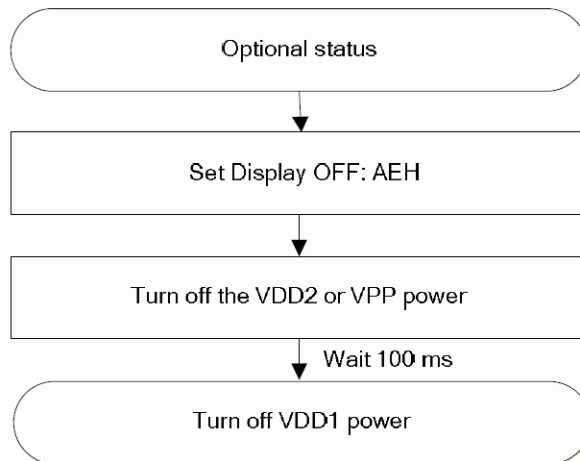 Optional status
Set Display OFF: AEH
Turn off the VDD2 or VPP power
Wait 100 ms
Turn off VDD1 power